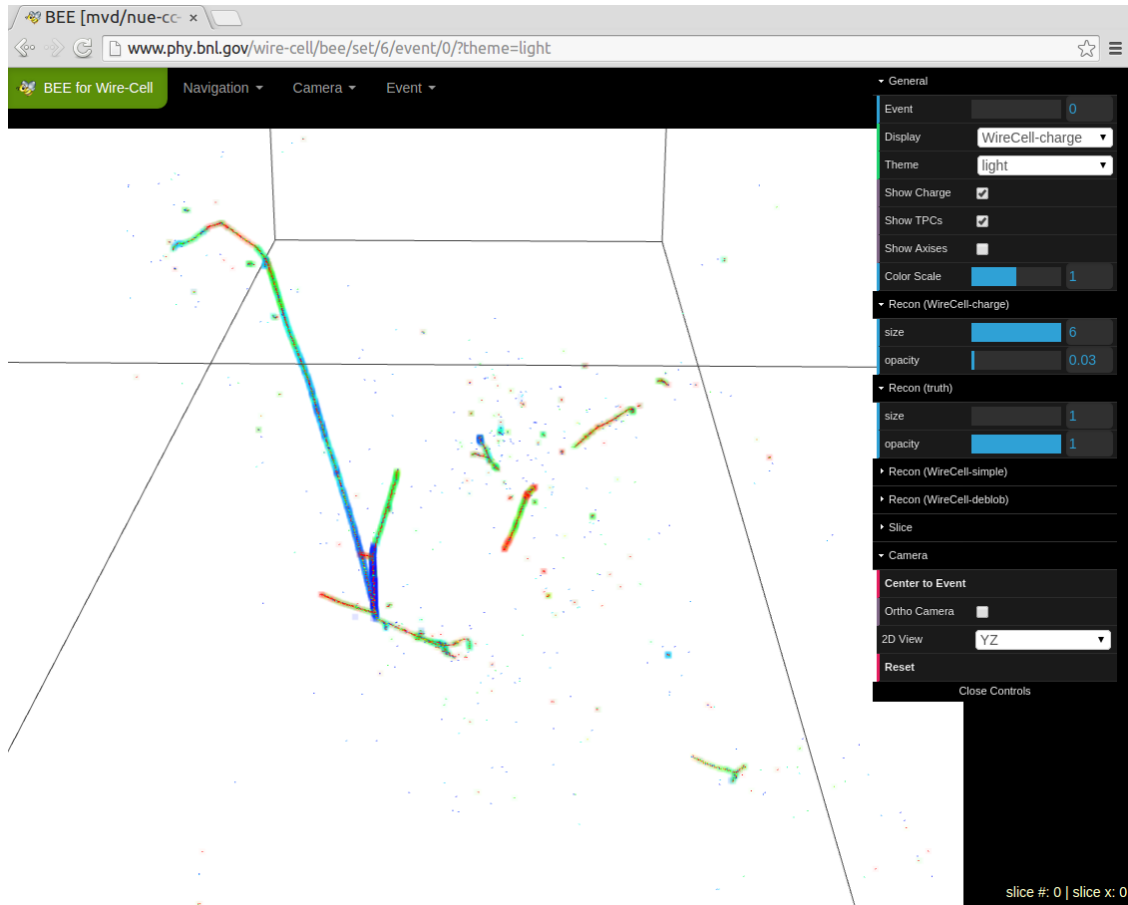 BEE [mvd/nue-cc- ×
www.phy.bnl.gov/wire-cell/bee/set/6/event/0/?theme=light
BEE for Wire-Cell Navigation Camera Event
General
Event 0
Display WireCell-charge
Theme light
Show Charge
Show TPCs
Show Axises
Color Scale 1
Recon (WireCell-charge)
size 6
opacity 0.03
Recon (truth)
size 1
opacity 1
Recon (WireCell-simple)
Recon (WireCell-deblob)
Slice
Camera
Center to Event
Ortho Camera
2D View YZ
Reset
Close Controls
slice #: 0 | slice x: 0